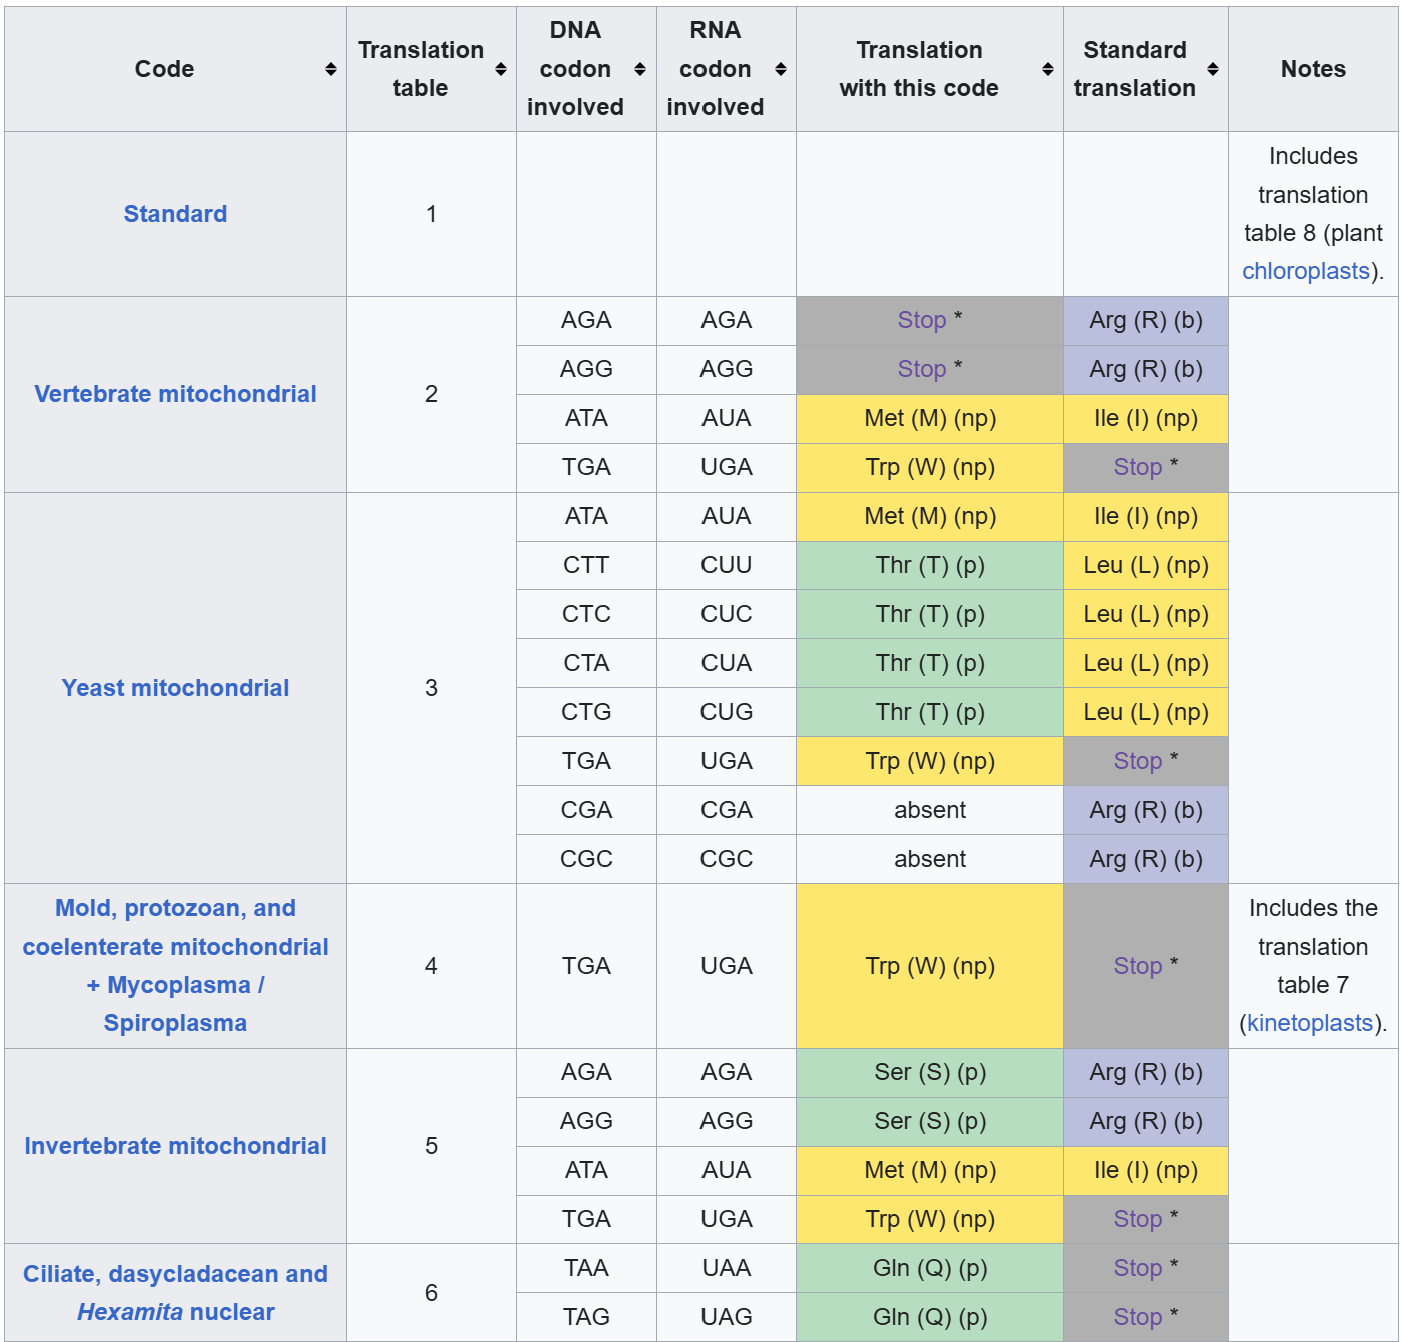 Code Translation table DNA codon involved RNA codon involved Translation with this code Standard translation Notes
Standard 1 Includes translation table 8 (plant chloroplasts).
Vertebrate mitochondrial 2 AGA AGA Stop * Arg (R) (b)
AGG AGG Stop * Arg (R) (b)
ATA AUA Met (M) (np) Ile (I) (np)
TGA UGA Trp (W) (np) Stop *
Yeast mitochondrial 3 ATA AUA Met (M) (np) Ile (I) (np)
CTT CUU Thr (T) (p) Leu (L) (np)
CTC CUC Thr (T) (p) Leu (L) (np)
CTA CUA Thr (T) (p) Leu (L) (np)
CTG CUG Thr (T) (p) Leu (L) (np)
TGA UGA Trp (W) (np) Stop *
CGA CGA absent Arg (R) (b)
CGC CGC absent Arg (R) (b)
Mold, protozoan, and coelenterate mitochondrial + Mycoplasma / Spiroplasma 4 TGA UGA Trp (W) (np) Stop * Includes the translation table 7 (kinetoplasts).
Invertebrate mitochondrial 5 AGA AGA Ser (S) (p) Arg (R) (b)
AGG AGG Ser (S) (p) Arg (R) (b)
ATA AUA Met (M) (np) Ile (I) (np)
TGA UGA Trp (W) (np) Stop *
Ciliate, dasycladacean and Hexamita nuclear 6 TAA UAA Gln (Q) (p) Stop *
TAG UAG Gln (Q) (p) Stop *